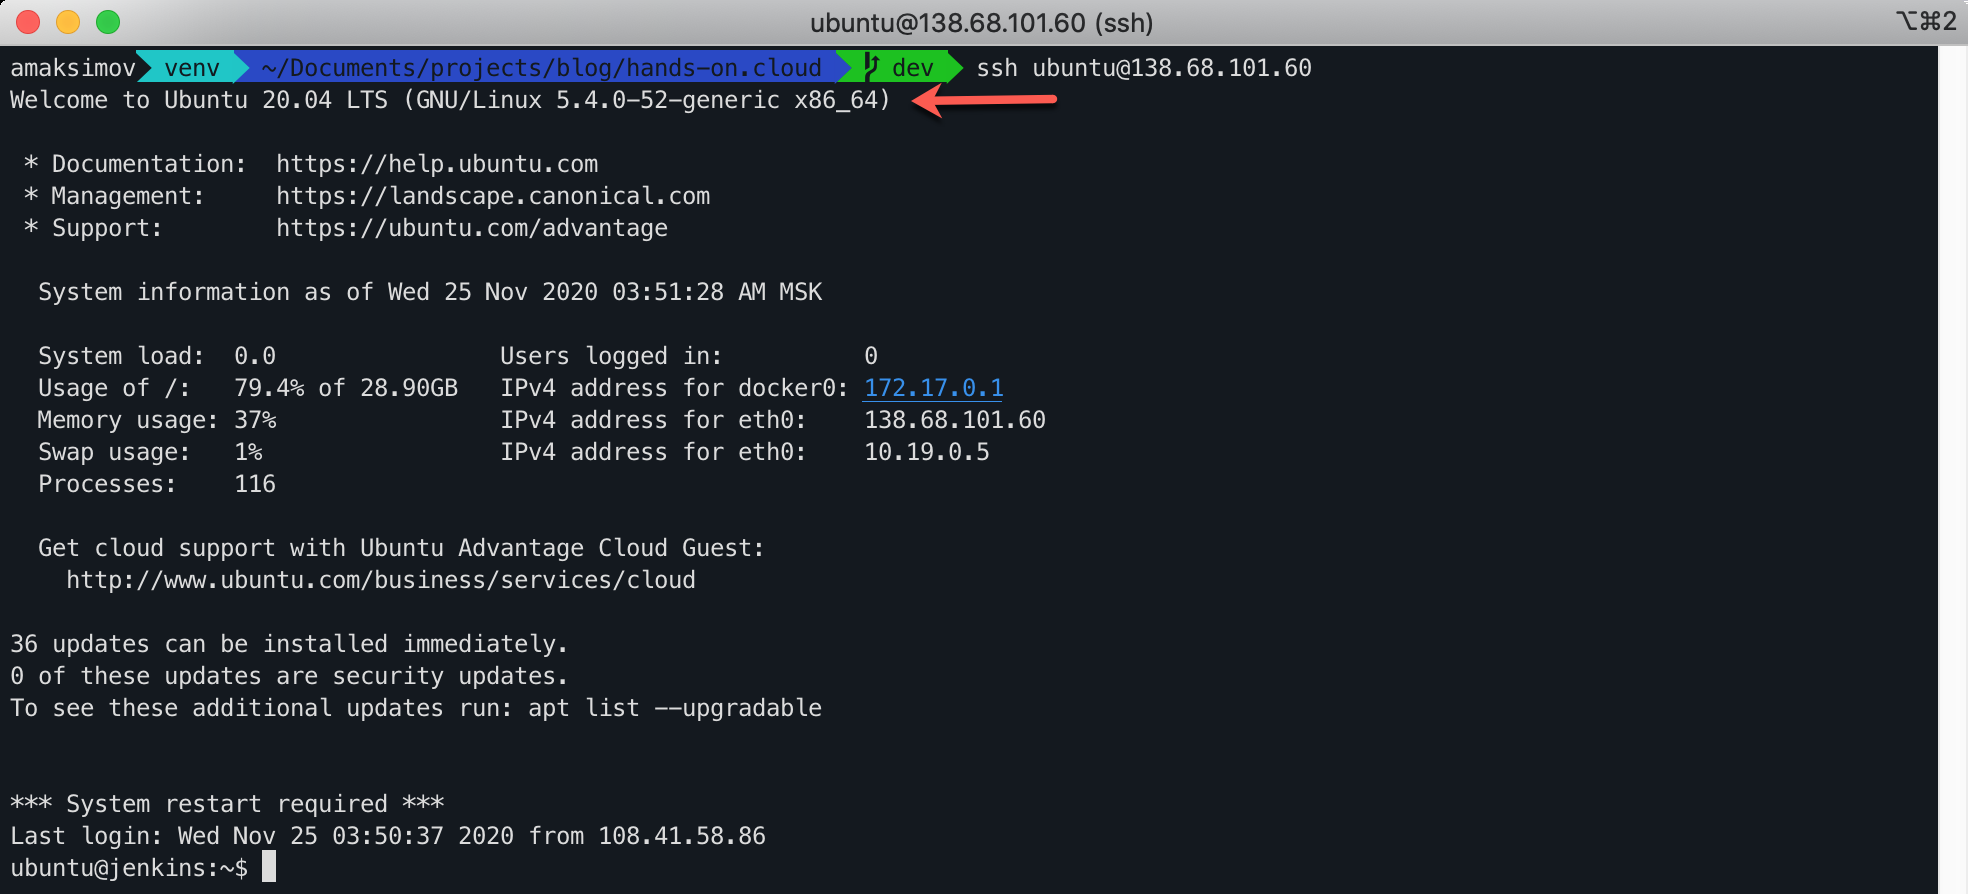 ubuntu@138.68.101.60 (ssh) ⌥⌘2
amaksimov venv ~/Documents/projects/blog/hands-on.cloud dev ssh ubuntu@138.68.101.60
Welcome to Ubuntu 20.04 LTS (GNU/Linux 5.4.0-52-generic x86_64)
* Documentation: https://help.ubuntu.com
* Management: https://landscape.canonical.com
* Support: https://ubuntu.com/advantage
System information as of Wed 25 Nov 2020 03:51:28 AM MSK
System load: 0.0 Users logged in: 0
Usage of /: 79.4% of 28.90GB IPv4 address for docker0: 172.17.0.1
Memory usage: 37% IPv4 address for eth0: 138.68.101.60
Swap usage: 1% IPv4 address for eth0: 10.19.0.5
Processes: 116
Get cloud support with Ubuntu Advantage Cloud Guest:
http://www.ubuntu.com/business/services/cloud
36 updates can be installed immediately.
0 of these updates are security updates.
To see these additional updates run: apt list --upgradable
*** System restart required ***
Last login: Wed Nov 25 03:50:37 2020 from 108.41.58.86
ubuntu@jenkins:~$